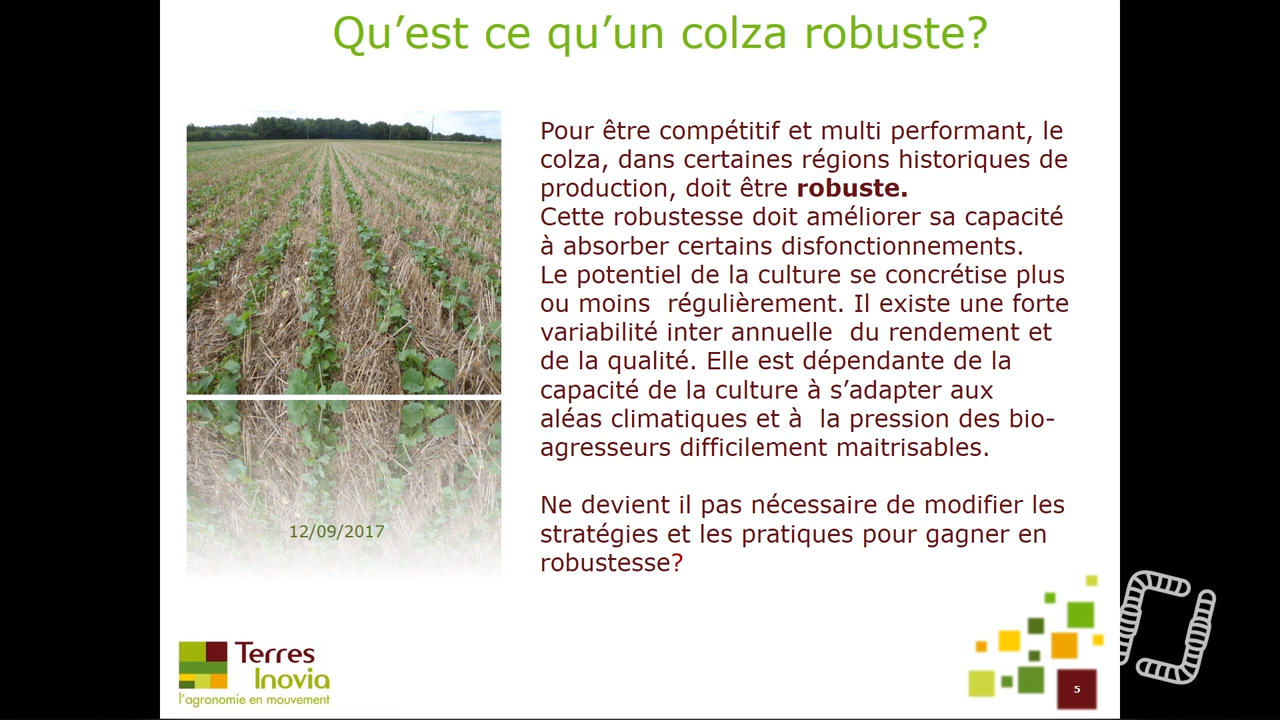 Qu’est ce qu’un colza robuste?
Pour être compétitif et multi performant, le
colza, dans certaines régions historiques de
production, doit être robuste.
Cette robustesse doit améliorer sa capacité
à absorber certains disfonctionnements.
Le potentiel de la culture se concrétise plus
ou moins  régulièrement. Il existe une forte
variabilité inter annuelle  du rendement et
de la qualité. Elle est dépendante de la
capacité de la culture à s’adapter aux
aléas climatiques et à  la pression des bio-
agresseurs difficilement maitrisables.
Ne devient il pas nécessaire de modifier les
stratégies et les pratiques pour gagner en
robustesse?
12/09/2017
Terres
Inovia
l’agronomie en mouvement
5